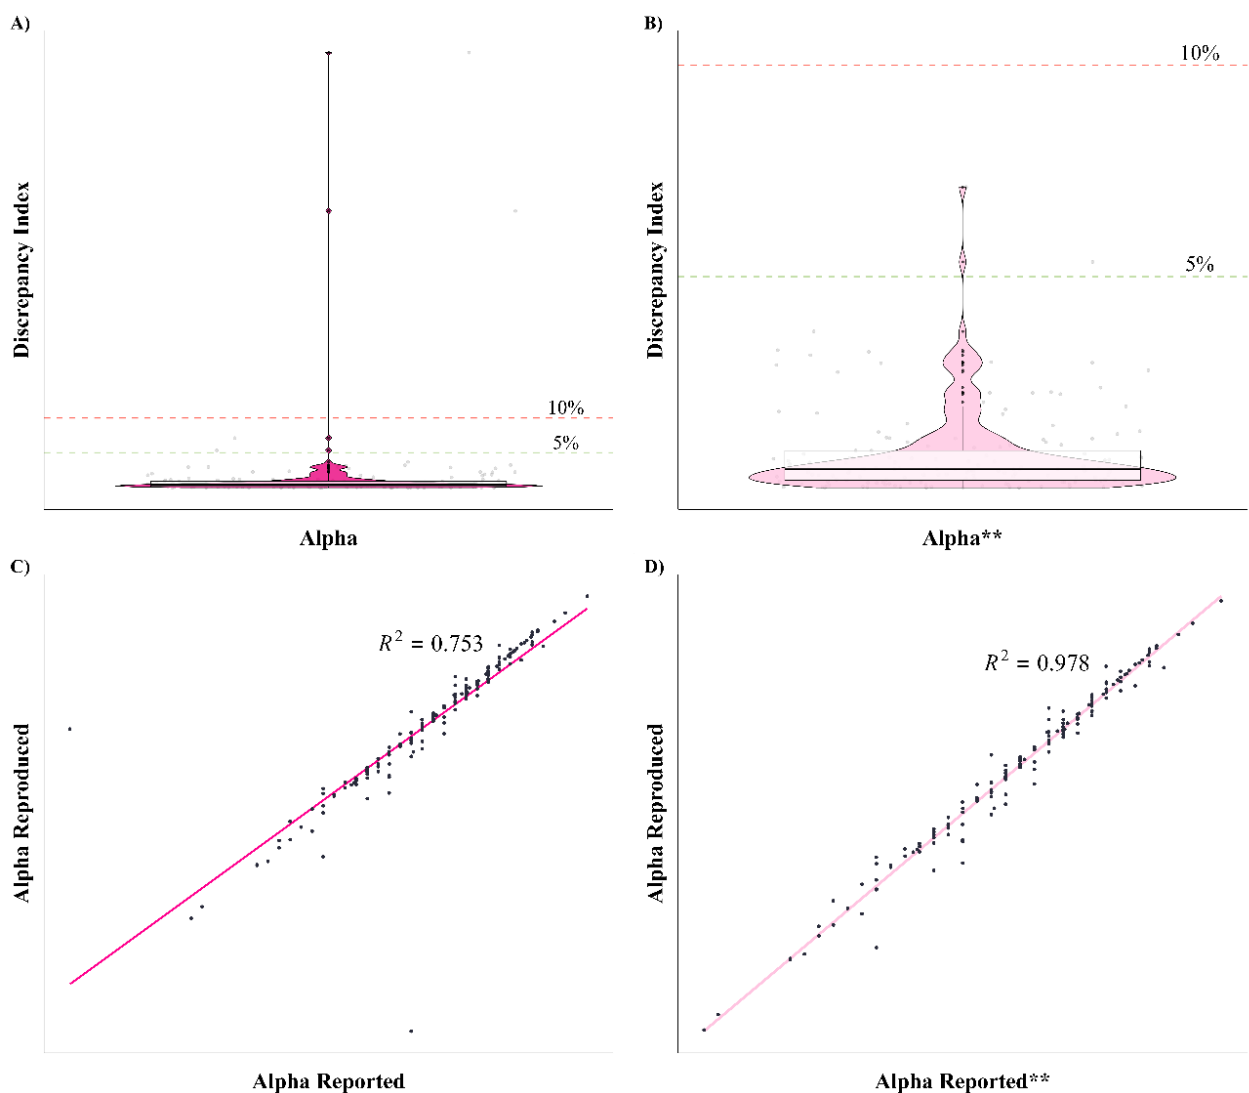 A)
Discrepancy Index
10%
5%
Alpha
B)
Discrepancy Index
10%
5%
Alpha**
C)
Alpha Reproduced
R² = 0.753
Alpha Reported
D)
Alpha Reproduced
R² = 0.978
Alpha Reported**